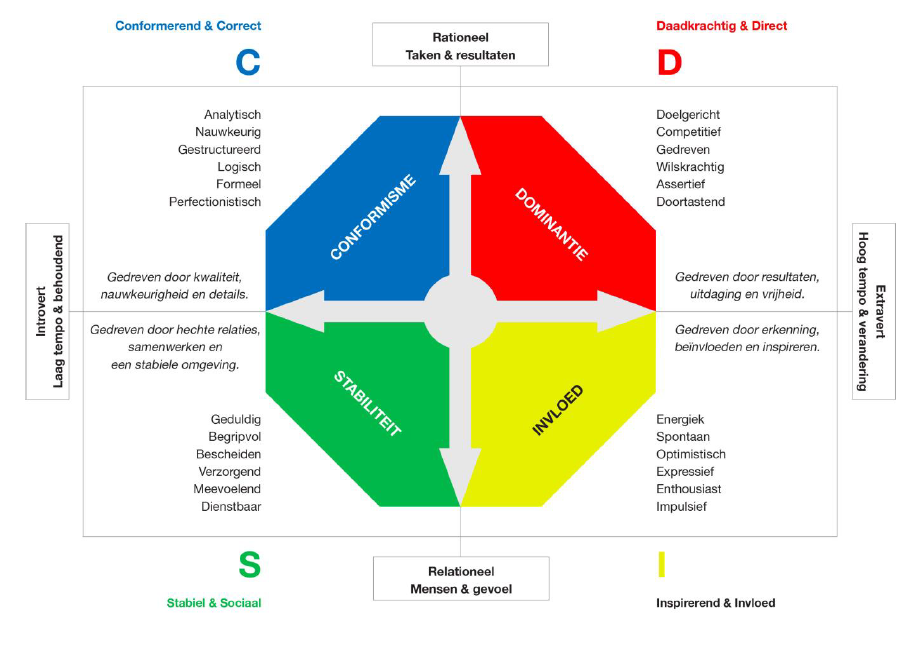 Conformerend & Correct
C
Rationeel
Taken & resultaten
Daadkrachtig & Direct
D
Analytisch
Nauwkeurig
Gestructureerd
Logisch
Formeel
Perfectionistisch
CONFORMISME
DOMINANTIE
Doelgericht
Competitief
Gedreven
Wilskrachtig
Assertief
Doortastend
Introvert
Laag tempo & behoudend
Gedreven door kwaliteit,
nauwkeurigheid en details.
Gedreven door resultaten,
uitdaging en vrijheid.
Extravert
Hoog tempo & verandering
Gedreven door hechte relaties,
samenwerken en
een stabiele omgeving.
Gedreven door erkenning,
beïnvloeden en inspireren.
STABILITEIT
INVLOED
Geduldig
Begripvol
Bescheiden
Verzorgend
Meevoelend
Dienstbaar
Energiek
Spontaan
Optimistisch
Expressief
Enthousiast
Impulsief
S
Stabiel & Sociaal
Relationeel
Mensen & gevoel
I
Inspirerend & Invloed